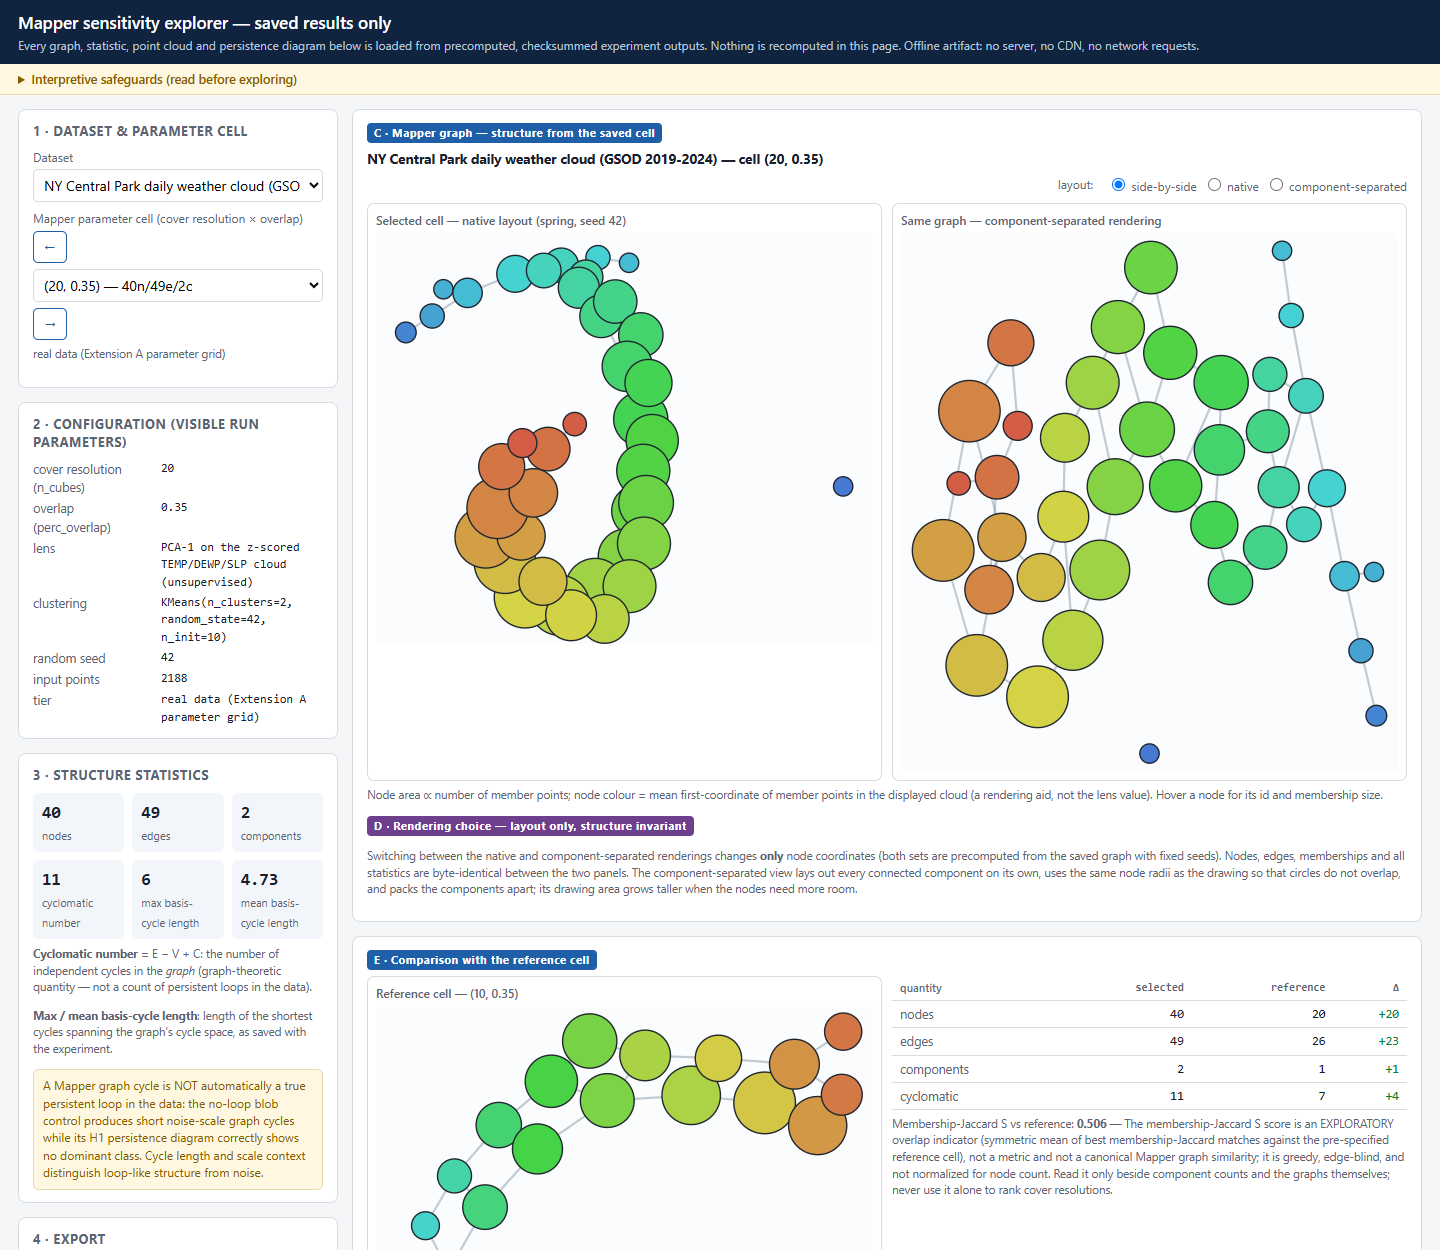 Mapper sensitivity explorer — saved results only
Every graph, statistic, point cloud and persistence diagram below is loaded from precomputed, checksummed experiment outputs. Nothing is recomputed in this page. Offline artifact: no server, no CDN, no network requests.
▶ Interpretive safeguards (read before exploring)
1 · DATASET & PARAMETER CELL
Dataset
NY Central Park daily weather cloud (GSO
Mapper parameter cell (cover resolution × overlap)
←
(20, 0.35) — 40n/49e/2c
→
real data (Extension A parameter grid)
2 · CONFIGURATION (VISIBLE RUN
PARAMETERS)
cover resolution
(n_cubes)
20
overlap
(perc_overlap)
0.35
lens
PCA-1 on the z-scored
TEMP/DEWP/SLP cloud
(unsupervised)
clustering
KMeans(n_clusters=2,
random_state=42,
n_init=10)
random seed
42
input points
2188
tier
real data (Extension A
parameter grid)
3 · STRUCTURE STATISTICS
40
nodes
49
edges
2
components
11
cyclomatic
number
6
max basis-
cycle length
4.73
mean basis-
cycle length
Cyclomatic number = E − V + C: the number of
independent cycles in the graph (graph-theoretic
quantity — not a count of persistent loops in the data).
Max / mean basis-cycle length: length of the shortest
cycles spanning the graph's cycle space, as saved with
the experiment.
A Mapper graph cycle is NOT automatically a true
persistent loop in the data: the no-loop blob
control produces short noise-scale graph cycles
while its H1 persistence diagram correctly shows
no dominant class. Cycle length and scale context
distinguish loop-like structure from noise.
4 · EXPORT
C · Mapper graph — structure from the saved cell
NY Central Park daily weather cloud (GSOD 2019-2024) — cell (20, 0.35)
layout: side-by-side native component-separated
Selected cell — native layout (spring, seed 42)
Same graph — component-separated rendering
Node area ∝ number of member points; node colour = mean first-coordinate of member points in the displayed cloud (a rendering aid, not the lens value). Hover a node for its id and membership size.
D · Rendering choice — layout only, structure invariant
Switching between the native and component-separated renderings changes only node coordinates (both sets are precomputed from the saved graph with fixed seeds). Nodes, edges, memberships and all
statistics are byte-identical between the two panels. The component-separated view lays out every connected component on its own, uses the same node radii as the drawing so that circles do not overlap,
and packs the components apart; its drawing area grows taller when the nodes need more room.
E · Comparison with the reference cell
Reference cell — (10, 0.35)
quantity selected reference Δ
nodes 40 20 +20
edges 49 26 +23
components 2 1 +1
cyclomatic 11 7 +4
Membership-Jaccard S vs reference: 0.506 — The membership-Jaccard S score is an EXPLORATORY
overlap indicator (symmetric mean of best membership-Jaccard matches against the pre-specified
reference cell), not a metric and not a canonical Mapper graph similarity; it is greedy, edge-blind, and
not normalized for node count. Read it only beside component counts and the graphs themselves;
never use it alone to rank cover resolutions.